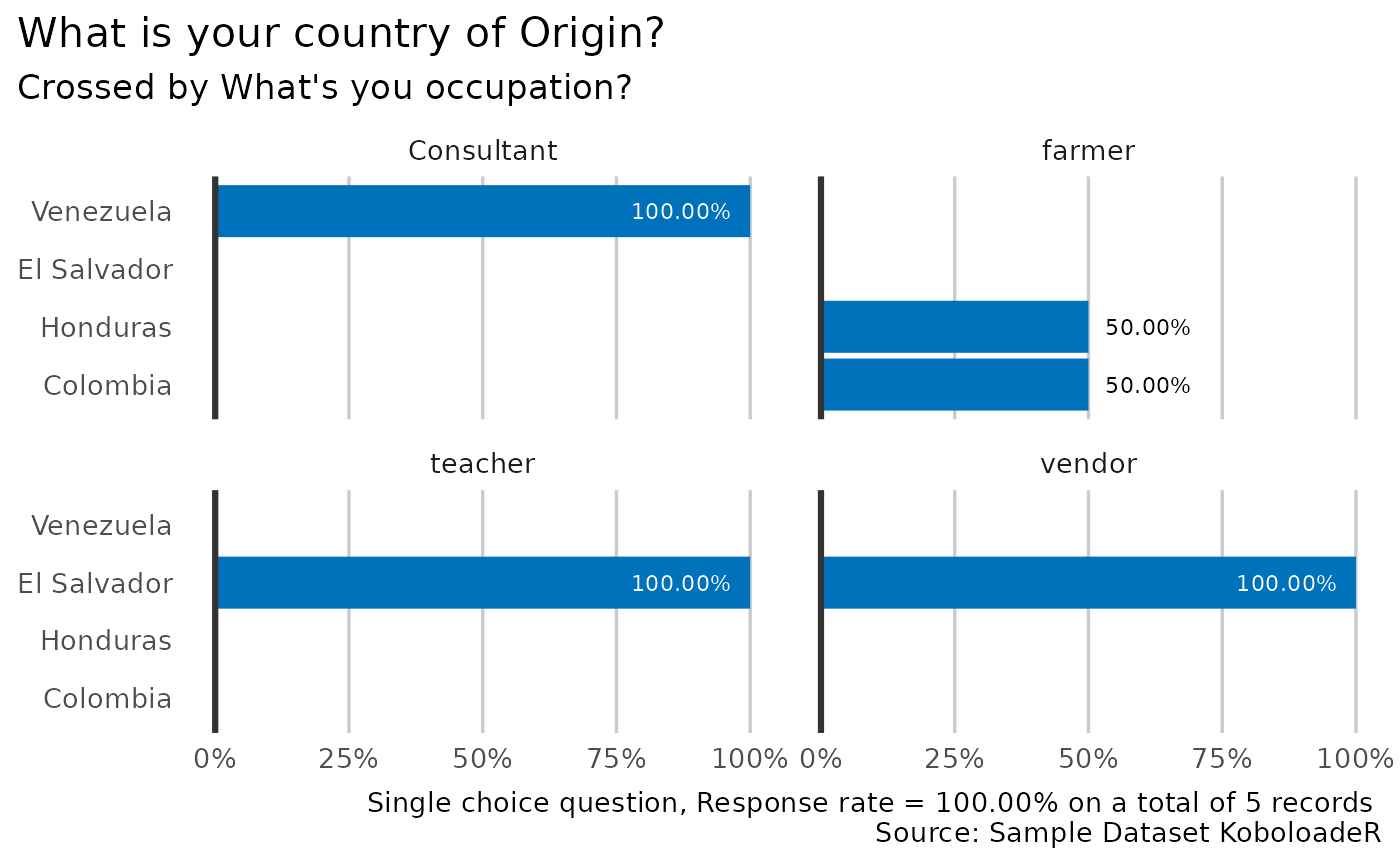 What is your country of Origin?
Crossed by What's you occupation?
Consultant
farmer
Venezuela
100.00%
El Salvador
Honduras
50.00%
Colombia
50.00%
teacher
vendor
Venezuela
El Salvador
100.00%
100.00%
Honduras
Colombia
0% 25% 50% 75% 100% 0% 25% 50% 75% 100%
Single choice question, Response rate = 100.00% on a total of 5 records
Source: Sample Dataset KoboloadeR